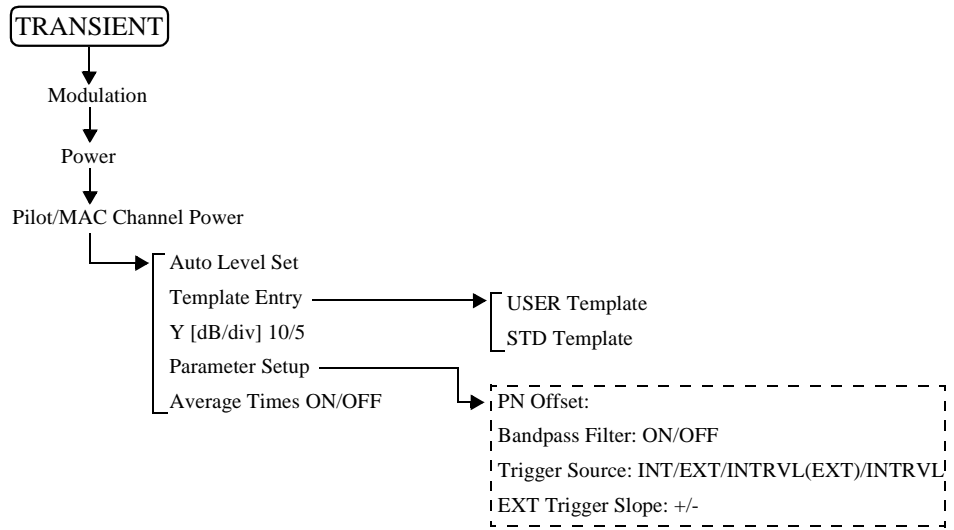 TRANSIENT
Modulation
Power
Pilot/MAC Channel Power
Auto Level Set
Template Entry
Y [dB/div] 10/5
Parameter Setup
Average Times ON/OFF
USER Template
STD Template
PN Offset:
Bandpass Filter: ON/OFF
Trigger Source: INT/EXT/INTRVL(EXT)/INTRVL
EXT Trigger Slope: +/-